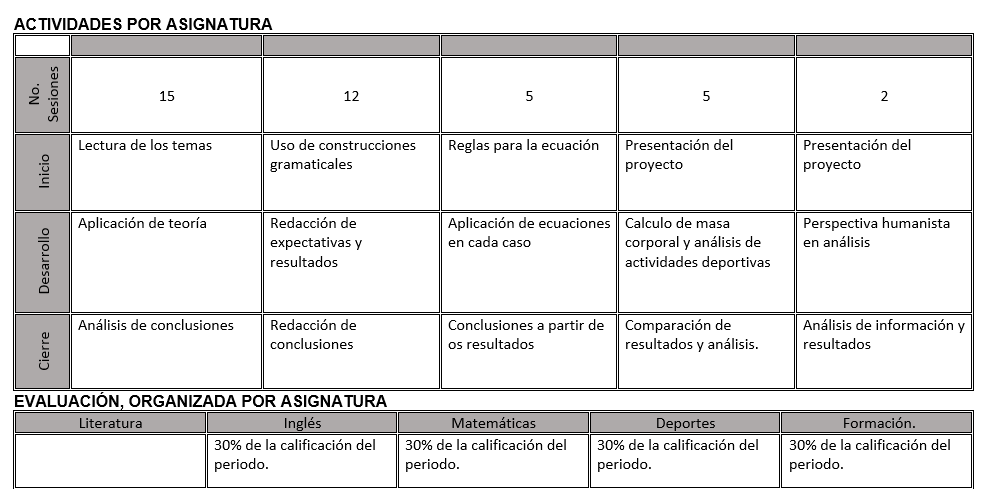 ACTIVIDADES POR ASIGNATURA
No.
Sesiones
15
12
5
5
2
Inicio
Lectura de los temas
Uso de construcciones
gramaticales
Reglas para la ecuación
Presentación del
proyecto
Presentación del
proyecto
Desarrollo
Aplicación de teoría
Redacción de
expectativas y
resultados
Aplicación de ecuaciones
en cada caso
Calculo de masa
corporal y análisis de
actividades deportivas
Perspectiva humanista
en análisis
Cierre
Análisis de conclusiones
Redacción de
conclusiones
Conclusiones a partir de
os resultados
Comparación de
resultados y análisis.
Análisis de información y
resultados
EVALUACIÓN, ORGANIZADA POR ASIGNATURA
Literatura
Inglés
Matemáticas
Deportes
Formación.
30% de la calificación del
periodo.
30% de la calificación del
periodo.
30% de la calificación del
periodo.
30% de la calificación del
periodo.